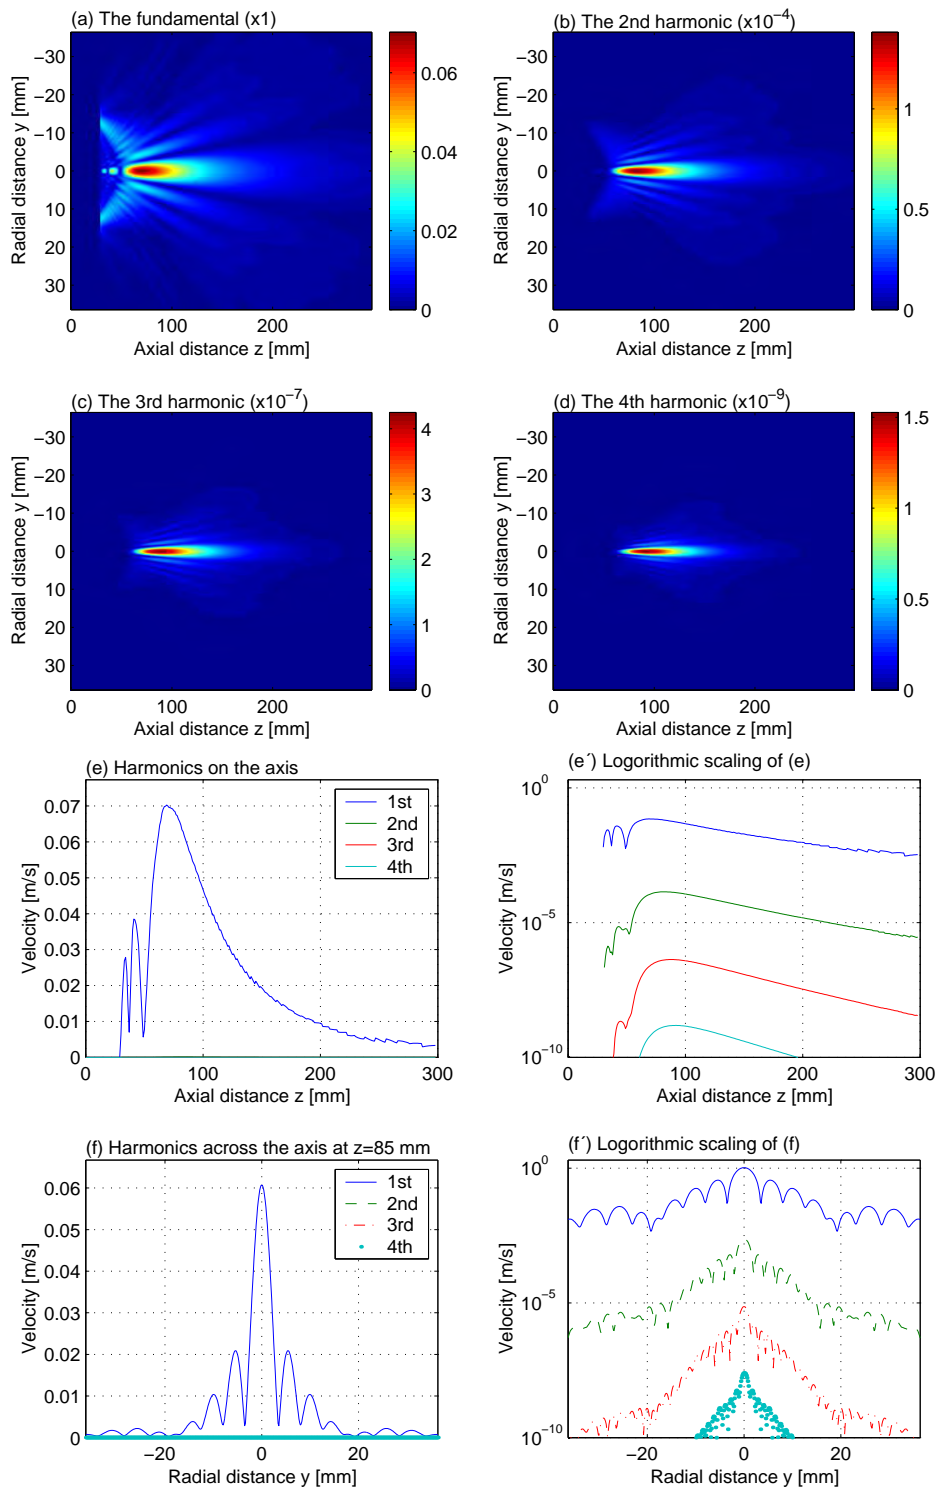 (a) The fundamental (x1)
Radial distance y [mm]
−30
−20
−10
0
10
20
30
0 100 200
Axial distance z [mm]
0.06
0.04
0.02
0
(b) The 2nd harmonic (x10−4)
Radial distance y [mm]
−30
−20
−10
0
10
20
30
0 100 200
Axial distance z [mm]
1
0.5
0
(c) The 3rd harmonic (x10−7)
Radial distance y [mm]
−30
−20
−10
0
10
20
30
0 100 200
Axial distance z [mm]
4
3
2
1
0
(d) The 4th harmonic (x10−9)
Radial distance y [mm]
−30
−20
−10
0
10
20
30
0 100 200
Axial distance z [mm]
1.5
1
0.5
0
(e) Harmonics on the axis
Velocity [m/s]
0.07
0.06
0.05
0.04
0.03
0.02
0.01
0
0 100 200 300
Axial distance z [mm]
1st
2nd
3rd
4th
(e´) Logorithmic scaling of (e)
Velocity [m/s]
10^0
10^−5
10^−10
0 100 200 300
Axial distance z [mm]
(f) Harmonics across the axis at z=85 mm
Velocity [m/s]
0.06
0.05
0.04
0.03
0.02
0.01
0
−20 0 20
Radial distance y [mm]
1st
2nd
3rd
4th
(f´) Logorithmic scaling of (f)
Velocity [m/s]
10^0
10^−5
10^−10
−20 0 20
Radial distance y [mm]